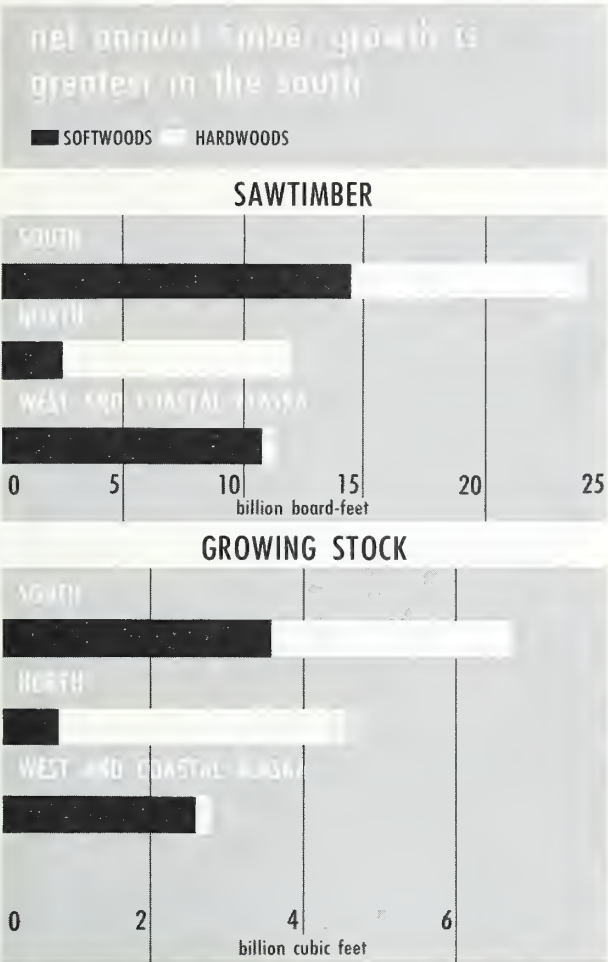 net annual timber growth is
greatest in the south
SOFTWOODS HARDWOODS
SAWTIMBER
SOUTH
NORTH
WEST AND COASTAL ALASKA
0 5 10 15 20 25
billion board-feet
GROWING STOCK
SOUTH
NORTH
WEST AND COASTAL ALASKA
0 2 4 6
billion cubic feet